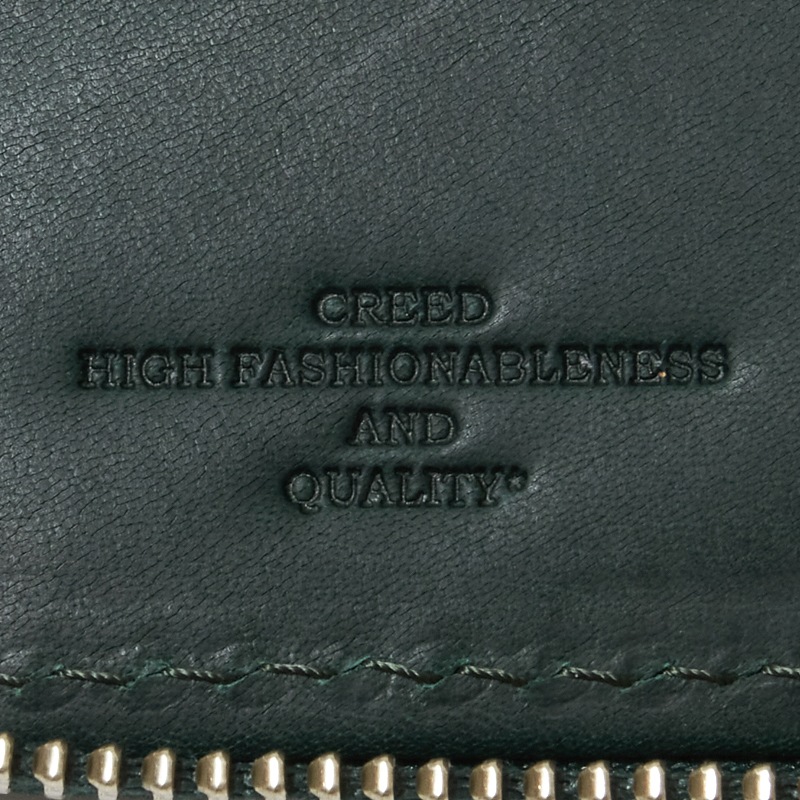 CREED
HIGH FASHIONABLENESS
AND
QUALITY*